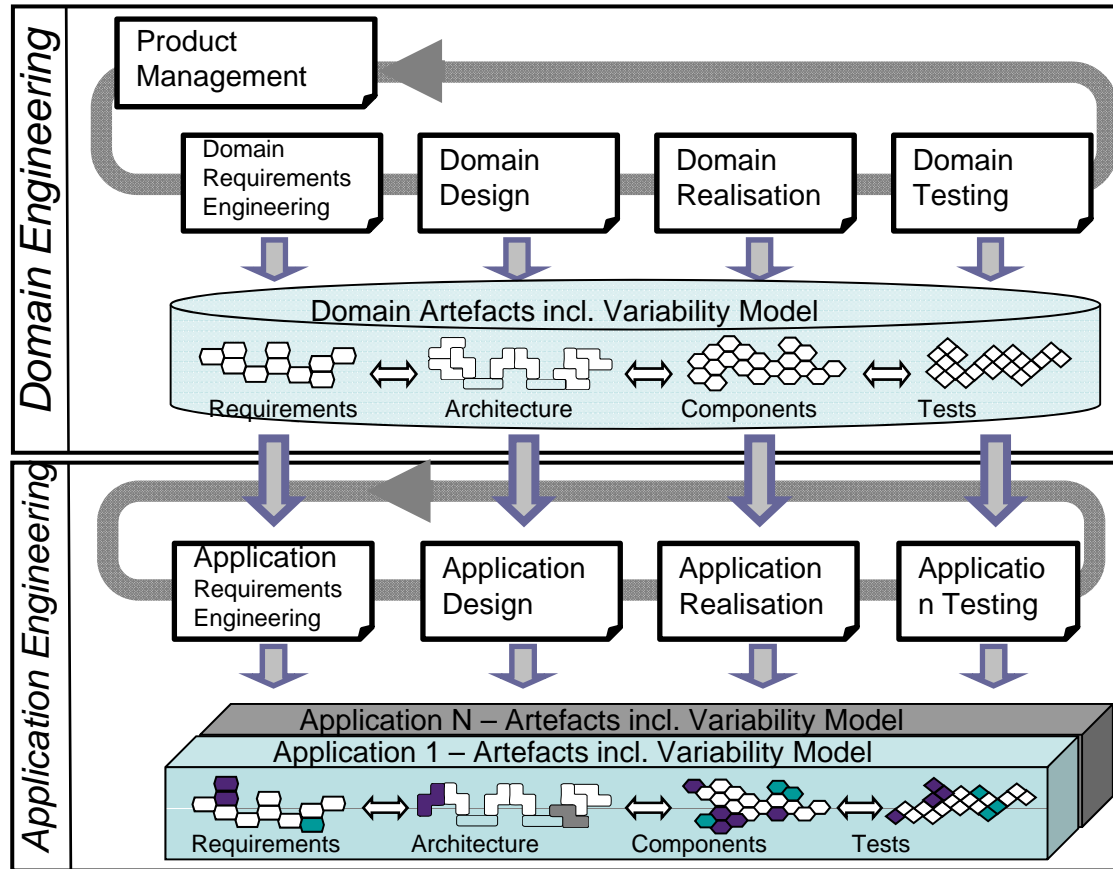 Domain Engineering
Product
Management
Domain
Requirements
Engineering
Domain
Design
Domain
Realisation
Domain
Testing
Domain Artefacts incl. Variability Model
Requirements
Architecture
Components
Tests
Application Engineering
Application
Requirements
Engineering
Application
Design
Application
Realisation
Applicatio
n Testing
Application N – Artefacts incl. Variability Model
Application 1 – Artefacts incl. Variability Model
Requirements
Architecture
Components
Tests